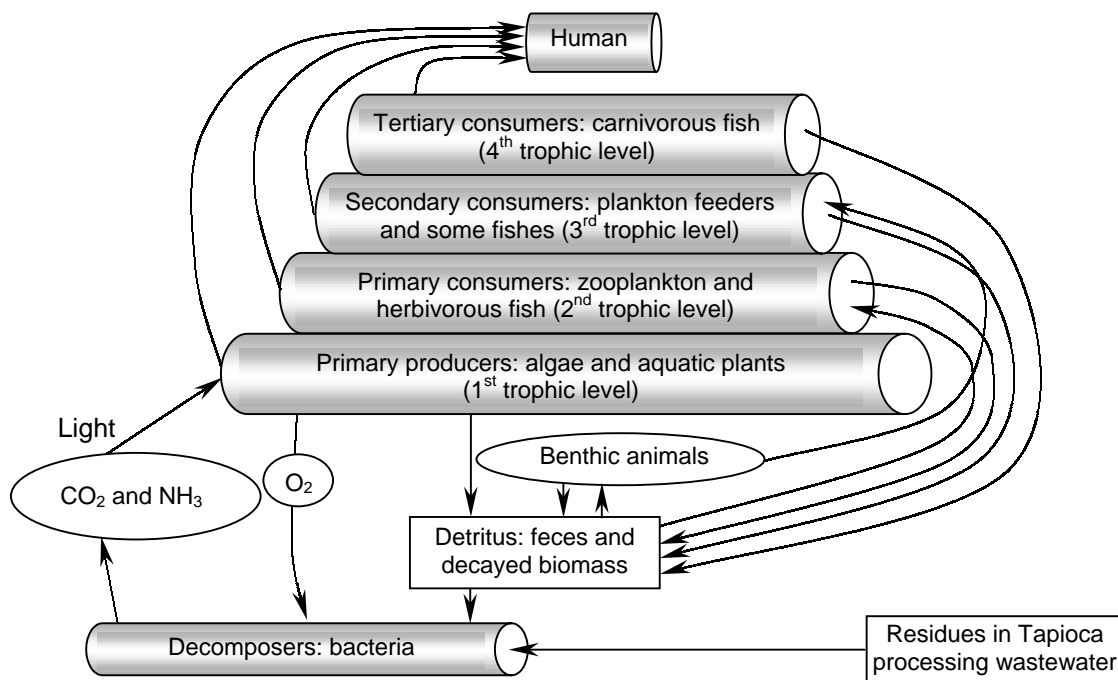 Human
Tertiary consumers: carnivorous fish
(4th trophic level)
Secondary consumers: plankton feeders
and some fishes (3rd trophic level)
Primary consumers: zooplankton and
herbivorous fish (2nd trophic level)
Primary producers: algae and aquatic plants
(1st trophic level)
Light
Benthic animals
CO₂ and NH₃
O₂
Detritus: feces and
decayed biomass
Decomposers: bacteria
Residues in Tapioca
processing wastewater